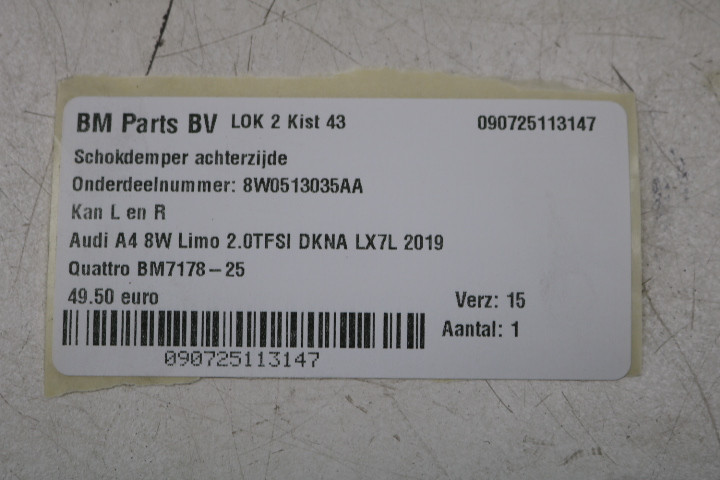 BM Parts BV LOK 2 Kist 43 090725113147
Schokdemper achterzijde
Onderdeelnummer: 8W0513035AA
Kan L en R
Audi A4 8W Limo 2.0TFSI DKNA LX7L 2019
Quattro BM7178-25
49.50 euro Verz: 15
Aantal: 1
090725113147